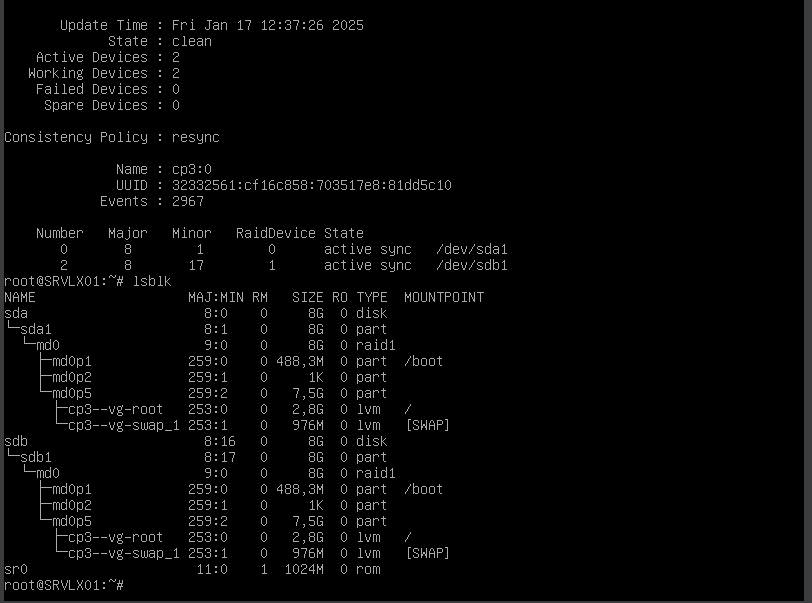 Update Time : Fri Jan 17 12:37:26 2025
             State : clean
    Active Devices : 2
   Working Devices : 2
    Failed Devices : 0
     Spare Devices : 0

Consistency Policy : resync

              Name : cp3:0
              UUID : 32332561:cf16c858:703517e8:81dd5c10
            Events : 2967

    Number   Major   Minor   RaidDevice State
       0       8        1        0      active sync   /dev/sda1
       2       8       17        1      active sync   /dev/sdb1
root@SRVLX01:~# lsblk
NAME                   MAJ:MIN RM   SIZE RO TYPE  MOUNTPOINT
sda                      8:0    0     8G  0 disk
└─sda1                   8:1    0     8G  0 part
  └─md0                  9:0    0     8G  0 raid1
    ├─md0p1            259:0    0 488,3M  0 part  /boot
    ├─md0p2            259:1    0     1K  0 part
    └─md0p5            259:2    0   7,5G  0 part
      ├─cp3--vg-root   253:0    0   2,8G  0 lvm   /
      └─cp3--vg-swap_1 253:1    0   976M  0 lvm   [SWAP]
sdb                      8:16   0     8G  0 disk
└─sdb1                   8:17   0     8G  0 part
  └─md0                  9:0    0     8G  0 raid1
    ├─md0p1            259:0    0 488,3M  0 part  /boot
    ├─md0p2            259:1    0     1K  0 part
    └─md0p5            259:2    0   7,5G  0 part
      ├─cp3--vg-root   253:0    0   2,8G  0 lvm   /
      └─cp3--vg-swap_1 253:1    0   976M  0 lvm   [SWAP]
sr0                     11:0    1  1024M  0 rom
root@SRVLX01:~#